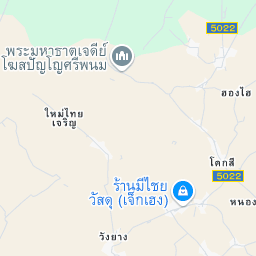 5022
พระมหาธาตุเจดีย์
โฆสปัญโญศรีพนม
ฮองไฮ
ใหม่ไทย
เจริญ
โคกสี
5022
ร้านมีไชย
วัสดุ (เจ็กเฮง)
หนอง
วังยาง